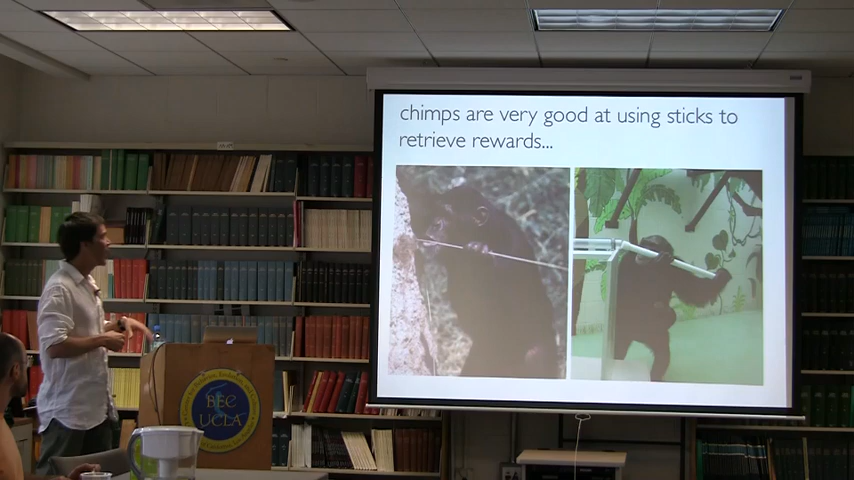 chimps are very good at using sticks to
retrieve rewards...
BEC
UCLA